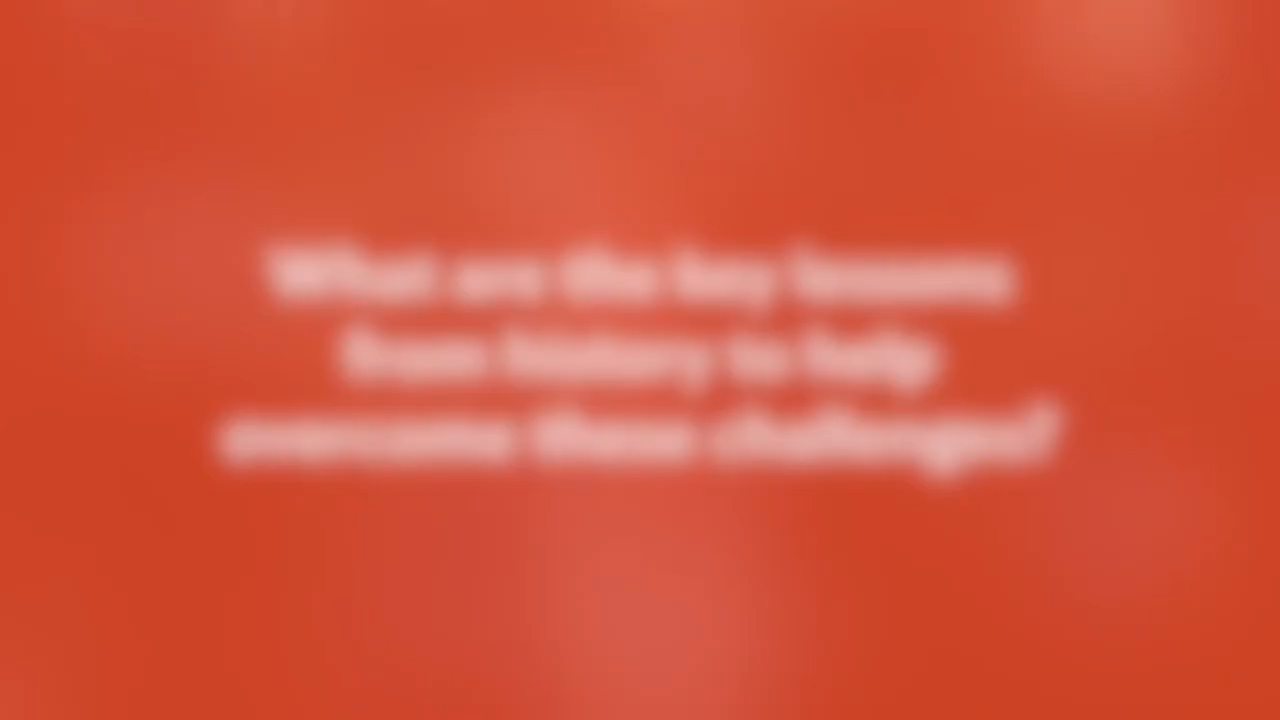 What are the key lessons
from history to help
overcome these challenges?